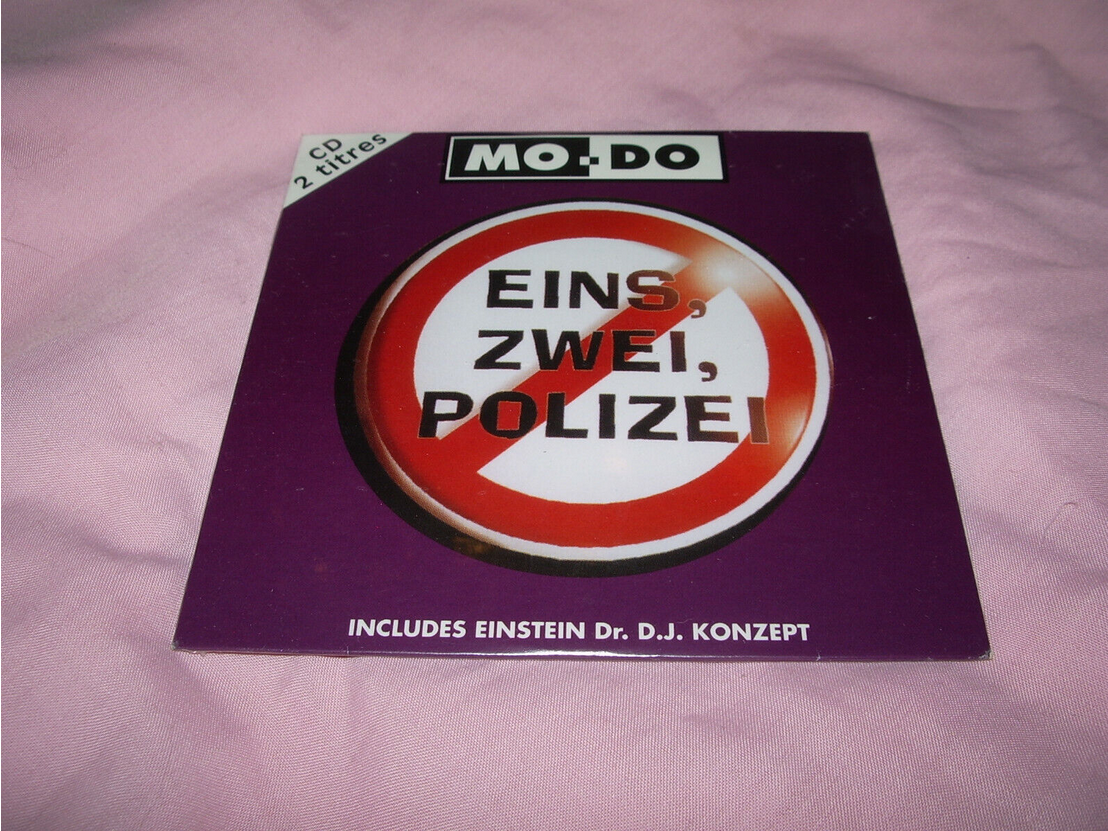 CD
2 titres
MO-DO
EINS,
ZWEI,
POLIZEI
INCLUDES EINSTEIN Dr. D.J. KONZEPT